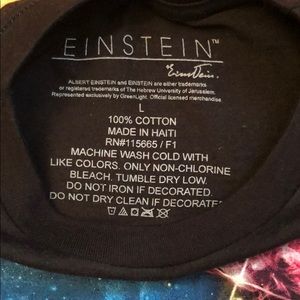 EINSTEIN™
Einstein.
ALBERT EINSTEIN and EINSTEIN are either trademarks
or registered trademarks of The Hebrew University of Jerusalem.
Represented exclusively by GreenLight. Official licensed merchandise
L
100% COTTON
MADE IN HAITI
RN#115665 / F1
MACHINE WASH COLD WITH
LIKE COLORS. ONLY NON-CHLORINE
BLEACH. TUMBLE DRY LOW.
DO NOT IRON IF DECORATED.
DO NOT DRY CLEAN IF DECORATE